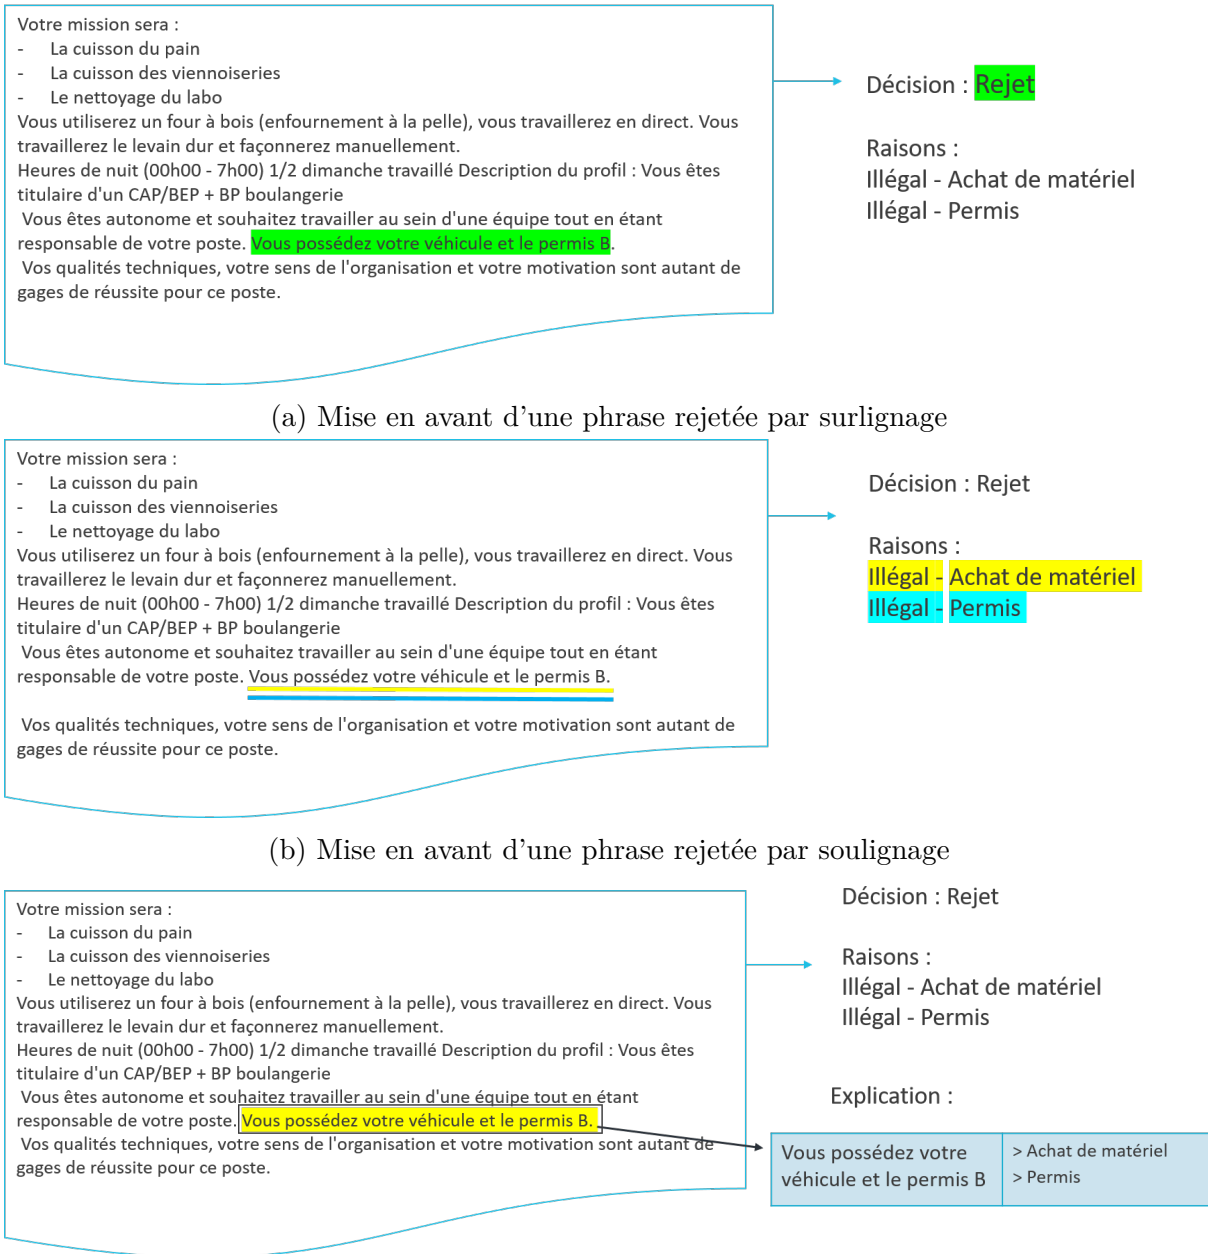 Votre mission sera :
- La cuisson du pain
- La cuisson des viennoiseries
- Le nettoyage du labo
Vous utiliserez un four à bois (enfournement à la pelle), vous travaillerez en direct. Vous
travaillerez le levain dur et façonnerez manuellement.
Heures de nuit (00h00 - 7h00) 1/2 dimanche travaillé Description du profil : Vous êtes
titulaire d'un CAP/BEP + BP boulangerie
Vous êtes autonome et souhaitez travailler au sein d'une équipe tout en étant
responsable de votre poste. Vous possédez votre véhicule et le permis B.
Vos qualités techniques, votre sens de l'organisation et votre motivation sont autant de
gages de réussite pour ce poste.
Décision : Rejet
Raisons :
Illégal - Achat de matériel
Illégal - Permis
(a) Mise en avant d'une phrase rejetée par surlignage
Votre mission sera :
- La cuisson du pain
- La cuisson des viennoiseries
- Le nettoyage du labo
Vous utiliserez un four à bois (enfournement à la pelle), vous travaillerez en direct. Vous
travaillerez le levain dur et façonnerez manuellement.
Heures de nuit (00h00 - 7h00) 1/2 dimanche travaillé Description du profil : Vous êtes
titulaire d'un CAP/BEP + BP boulangerie
Vous êtes autonome et souhaitez travailler au sein d'une équipe tout en étant
responsable de votre poste. Vous possédez votre véhicule et le permis B.
Vos qualités techniques, votre sens de l'organisation et votre motivation sont autant de
gages de réussite pour ce poste.
Décision : Rejet
Raisons :
Illégal - Achat de matériel
Illégal - Permis
(b) Mise en avant d'une phrase rejetée par soulignage
Votre mission sera :
- La cuisson du pain
- La cuisson des viennoiseries
- Le nettoyage du labo
Vous utiliserez un four à bois (enfournement à la pelle), vous travaillerez en direct. Vous
travaillerez le levain dur et façonnerez manuellement.
Heures de nuit (00h00 - 7h00) 1/2 dimanche travaillé Description du profil : Vous êtes
titulaire d'un CAP/BEP + BP boulangerie
Vous êtes autonome et souhaitez travailler au sein d'une équipe tout en étant
responsable de votre poste. Vous possédez votre véhicule et le permis B.
Vos qualités techniques, votre sens de l'organisation et votre motivation sont autant de
gages de réussite pour ce poste.
Décision : Rejet
Raisons :
Illégal - Achat de matériel
Illégal - Permis
Explication :
Vous possédez votre
véhicule et le permis B
> Achat de matériel
> Permis